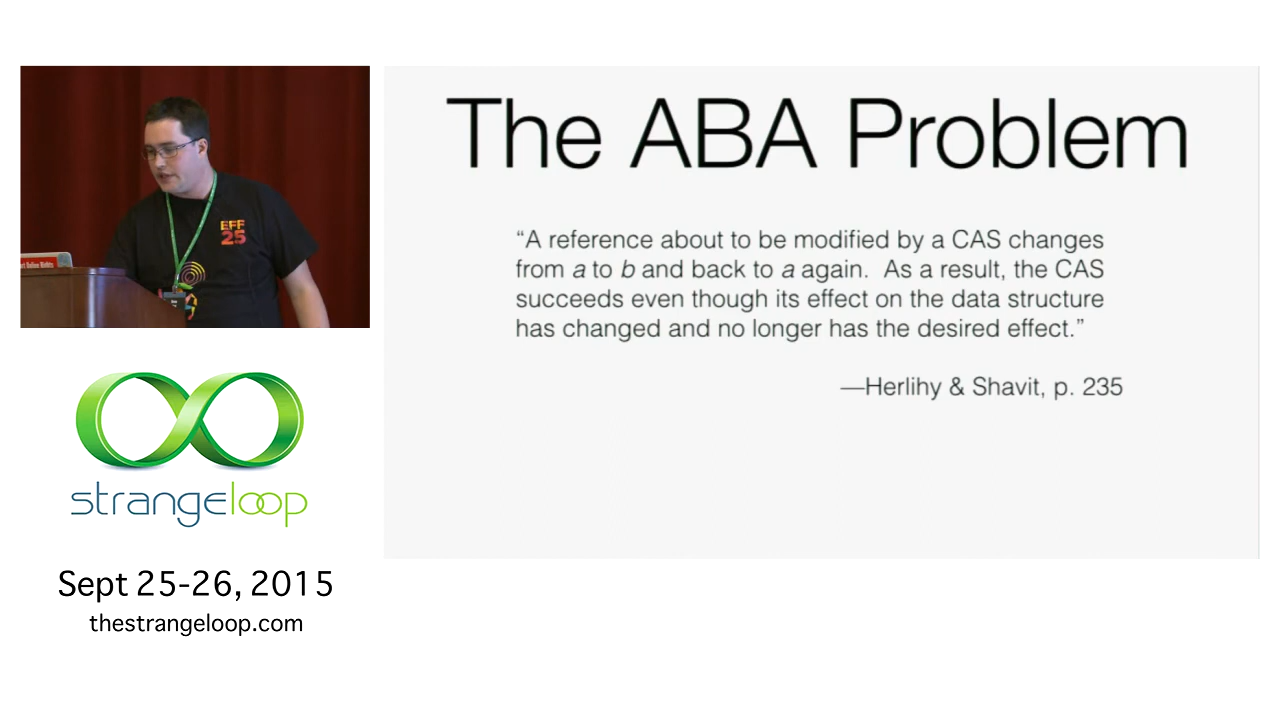 The ABA Problem
“A reference about to be modified by a CAS changes
from a to b and back to a again.  As a result, the CAS
succeeds even though its effect on the data structure
has changed and no longer has the desired effect.”
—Herlihy & Shavit, p. 235
EFF
25
strangeloop
Sept 25-26, 2015
thestrangeloop.com